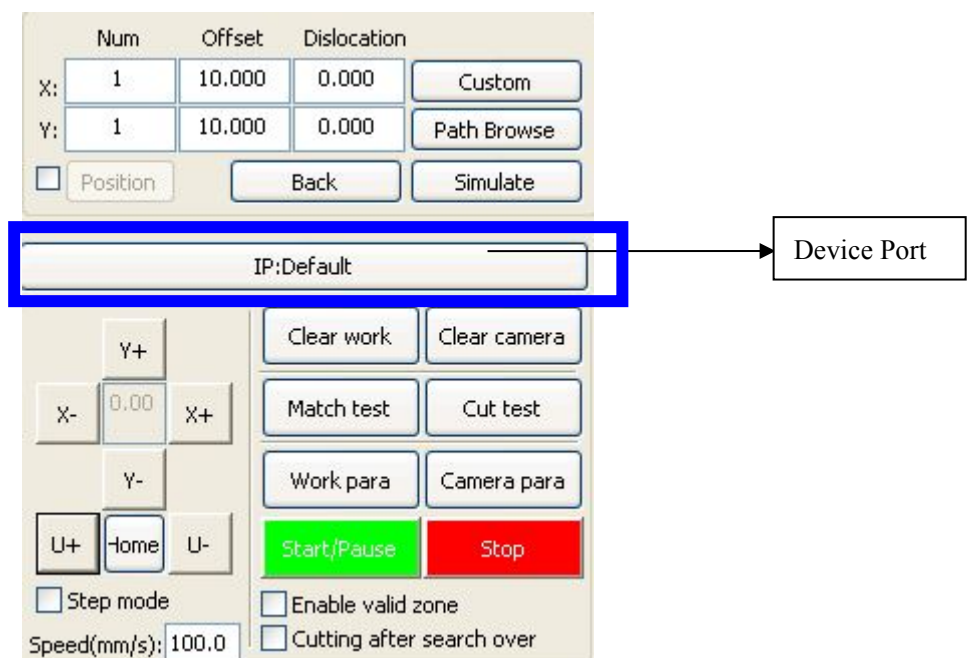 Num Offset Dislocation
X: 1 10.000 0.000 Custom
Y: 1 10.000 0.000 Path Browse
Position Back Simulate
IP:Default
Device Port
Clear work Clear camera
Y+
X- 0.00 X+ Match test Cut test
Y- Work para Camera para
U+ Home U- Start/Pause Stop
Step mode Enable valid zone
Speed(mm/s): 100.0 Cutting after search over